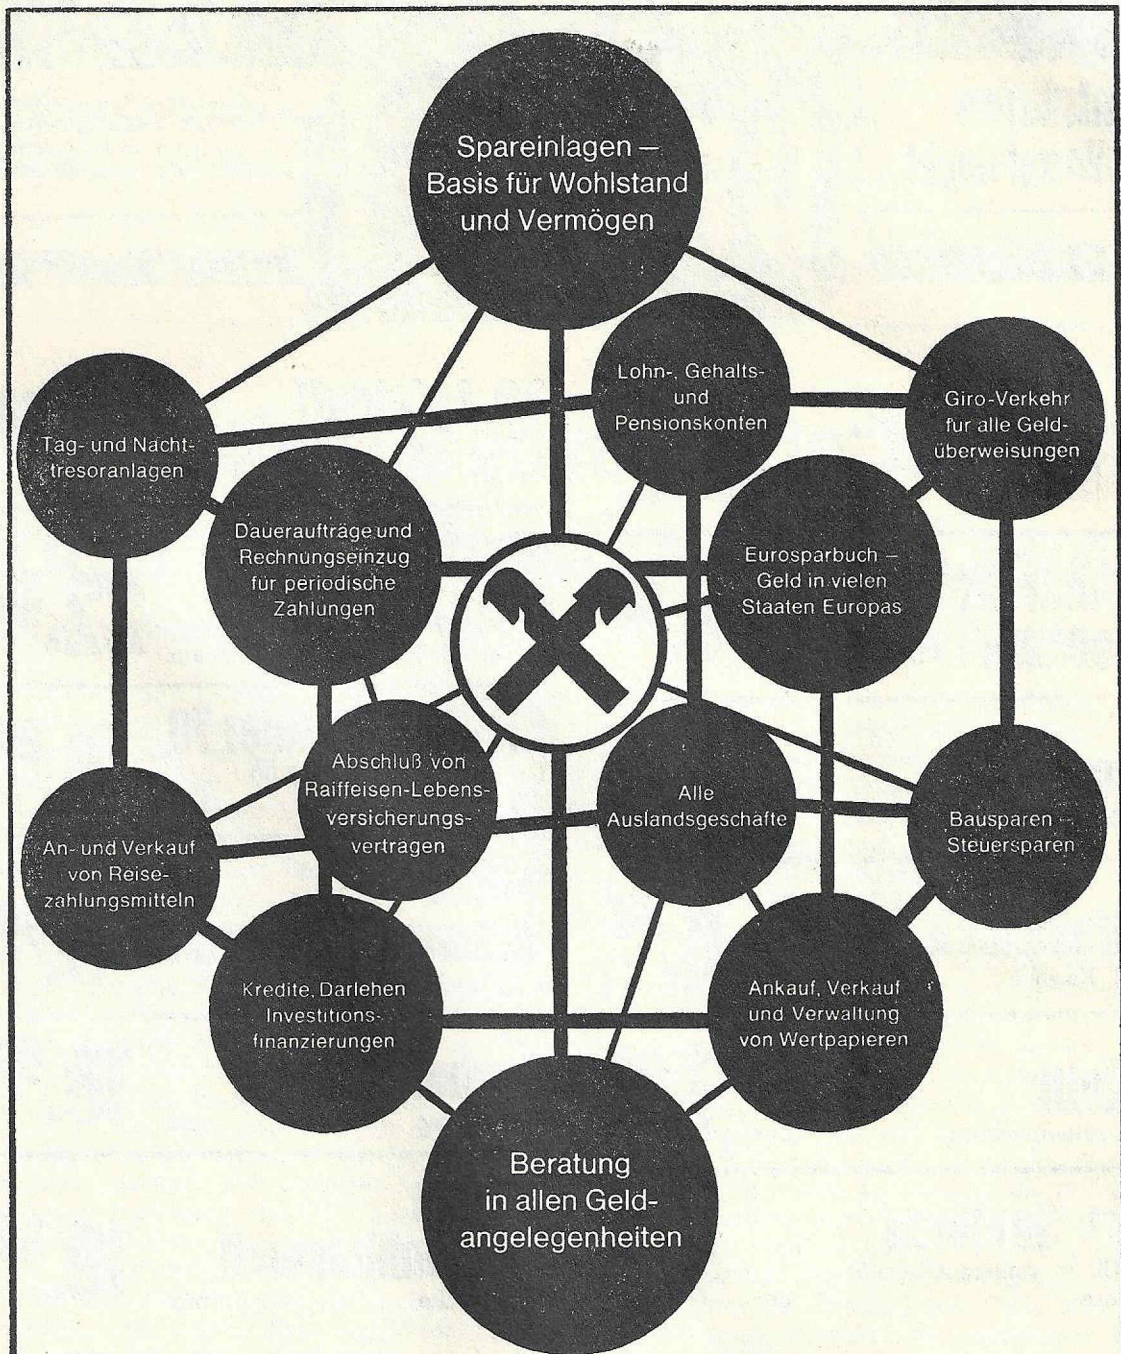 Spareinlagen –
Basis für Wohlstand
und Vermögen
Lohn-, Gehalts-
und
Pensionskonten
Giro-Verkehr
für alle Geld-
überweisungen
Tag- und Nacht-
tresoranlagen
Daueraufträge und
Rechnungseinzug
für periodische
Zahlungen
Eurosparbuch –
Geld in vielen
Staaten Europas
Abschluß von
Raiffeisen-Lebens-
versicherungs-
verträgen
Alle
Auslandsgeschäfte
Bausparen –
Steuersparen
An- und Verkauf
von Reise-
zahlungsmitteln
Kredite, Darlehen
Investitions-
finanzierungen
Ankauf, Verkauf
und Verwaltung
von Wertpapieren
Beratung
in allen Geld-
angelegenheiten